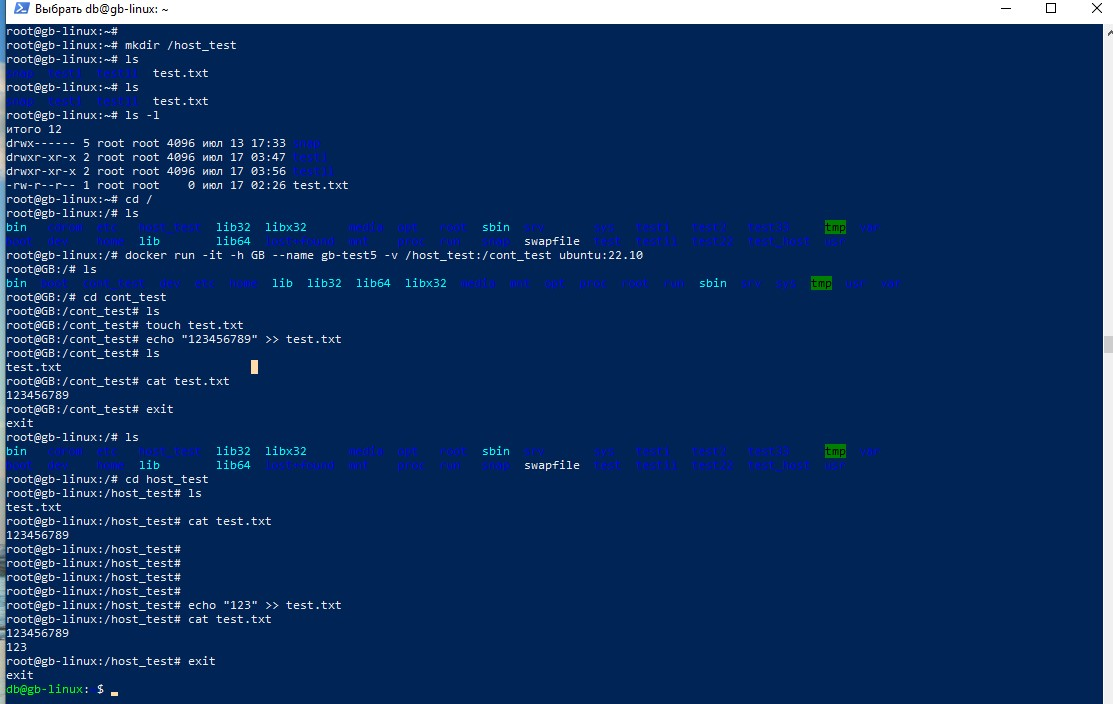 Выбрать db@gb-linux: ~
root@gb-linux:~#
root@gb-linux:~# mkdir /host_test
root@gb-linux:~# ls
snap test1 test11 test.txt
root@gb-linux:~# ls
snap test1 test11 test.txt
root@gb-linux:~# ls -l
итого 12
drwx------ 5 root root 4096 июл 13 17:33 snap
drwxr-xr-x 2 root root 4096 июл 17 03:47 test1
drwxr-xr-x 2 root root 4096 июл 17 03:56 test11
-rw-r--r-- 1 root root    0 июл 17 02:26 test.txt
root@gb-linux:~# cd /
root@gb-linux:/# ls
bin cdrom etc host_test lib32 libx32 media opt root sbin srv sys test1 test2 tmp var
boot dev home lib lib64 lost+found mnt proc run snap swapfile test test_host usr
root@gb-linux:/# docker run -it -h GB --name gb-test5 -v /host_test:/cont_test ubuntu:22.10
root@GB:/# ls
bin boot cont_test dev etc home lib lib32 lib64 libx32 media mnt opt proc root run sbin srv sys tmp usr var
root@GB:/# cd cont_test
root@GB:/cont_test# ls
root@GB:/cont_test# touch test.txt
root@GB:/cont_test# echo "123456789" >> test.txt
root@GB:/cont_test# ls
test.txt
root@GB:/cont_test# cat test.txt
123456789
root@GB:/cont_test# exit
exit
root@gb-linux:/# ls
bin cdrom etc host_test lib32 libx32 media opt root sbin srv sys test1 test2 tmp var
boot dev home lib lib64 lost+found mnt proc run snap swapfile test test_host usr
root@gb-linux:/# cd host_test
root@gb-linux:/host_test# ls
test.txt
root@gb-linux:/host_test# cat test.txt
123456789
root@gb-linux:/host_test#
root@gb-linux:/host_test#
root@gb-linux:/host_test#
root@gb-linux:/host_test#
root@gb-linux:/host_test# echo "123" >> test.txt
root@gb-linux:/host_test# cat test.txt
123456789
123
root@gb-linux:/host_test# exit
exit
db@gb-linux: $